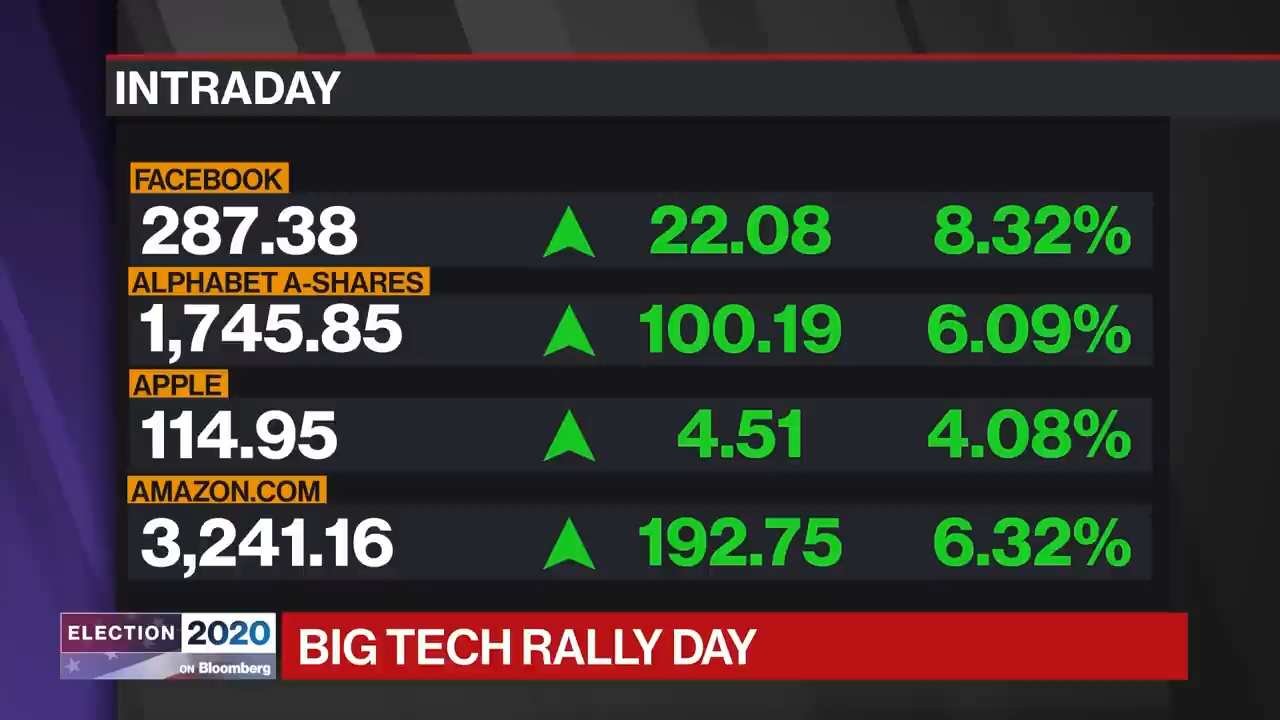 INTRADAY
FACEBOOK
287.38 ▲ 22.08 8.32%
ALPHABET A-SHARES
1,745.85 ▲ 100.19 6.09%
APPLE
114.95 ▲ 4.51 4.08%
AMAZON.COM
3,241.16 ▲ 192.75 6.32%
ELECTION 2020
ON Bloomberg
BIG TECH RALLY DAY